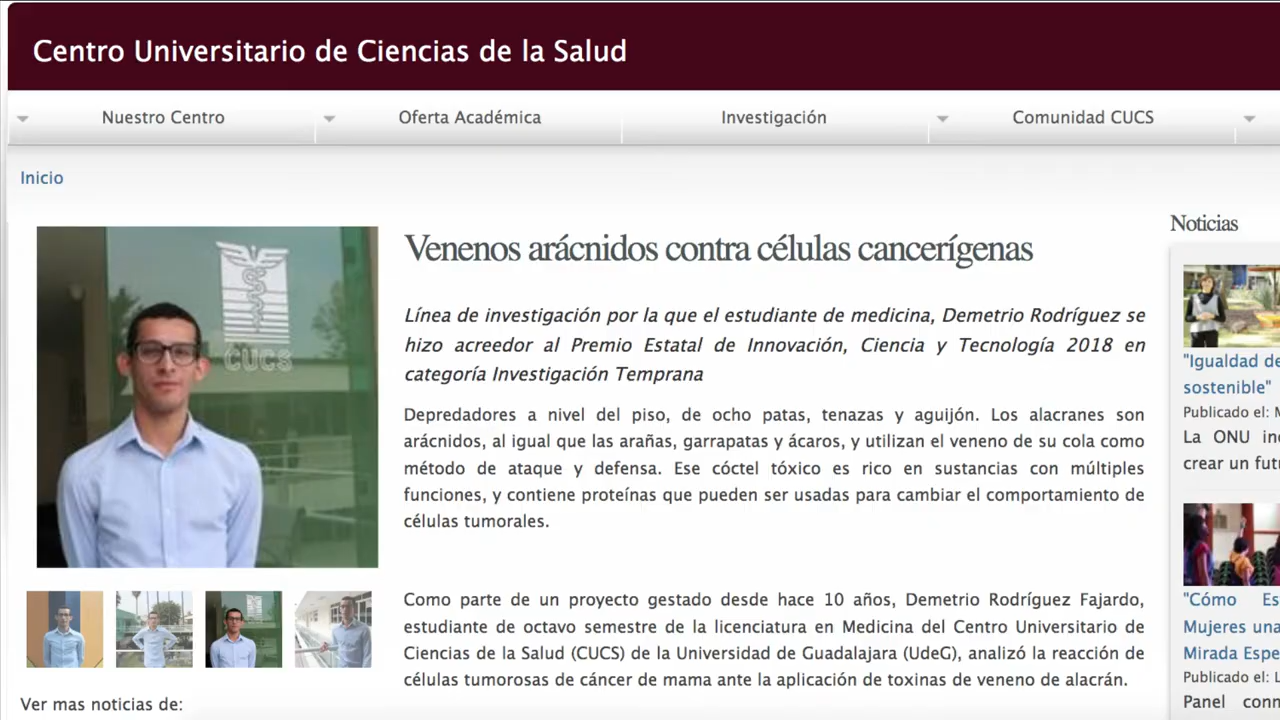 Centro Universitario de Ciencias de la Salud
Nuestro Centro
Oferta Académica
Investigación
Comunidad CUCS
Inicio
CUCS
Venenos arácnidos contra células cancerígenas
Línea de investigación por la que el estudiante de medicina, Demetrio Rodríguez se
hizo acreedor al Premio Estatal de Innovación, Ciencia y Tecnología 2018 en
categoría Investigación Temprana
Depredadores a nivel del piso, de ocho patas, tenazas y aguijón. Los alacranes son
arácnidos, al igual que las arañas, garrapatas y ácaros, y utilizan el veneno de su cola como
método de ataque y defensa. Ese cóctel tóxico es rico en sustancias con múltiples
funciones, y contiene proteínas que pueden ser usadas para cambiar el comportamiento de
células tumorales.
Como parte de un proyecto gestado desde hace 10 años, Demetrio Rodríguez Fajardo,
estudiante de octavo semestre de la licenciatura en Medicina del Centro Universitario de
Ciencias de la Salud (CUCS) de la Universidad de Guadalajara (UdeG), analizó la reacción de
células tumorosas de cáncer de mama ante la aplicación de toxinas de veneno de alacrán.
Ver mas noticias de:
Noticias
"Igualdad de
sostenible"
Publicado el:
La ONU
crear un
"Cómo
Mujeres
Mirada
Publicado el:
Panel